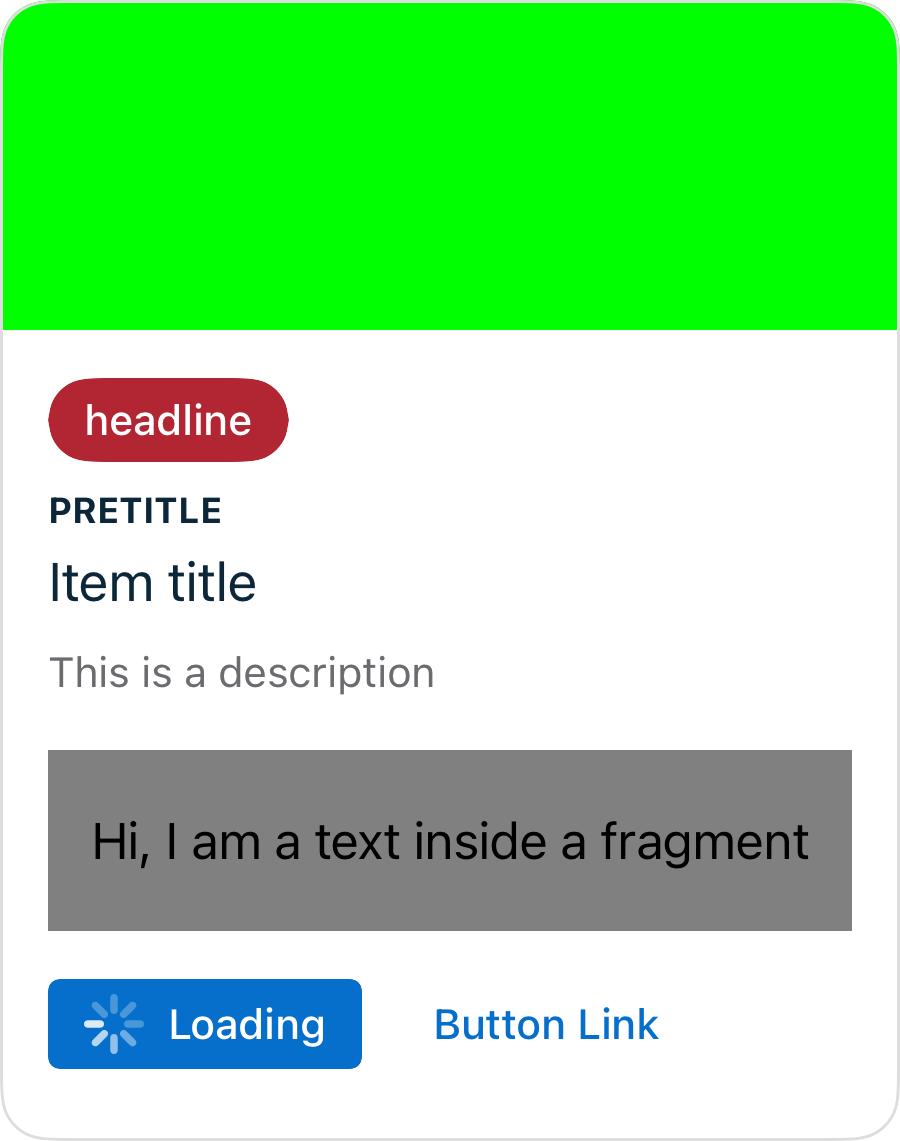 headline
PRETITLE
Item title
This is a description
Hi, I am a text inside a fragment
Loading
Button Link